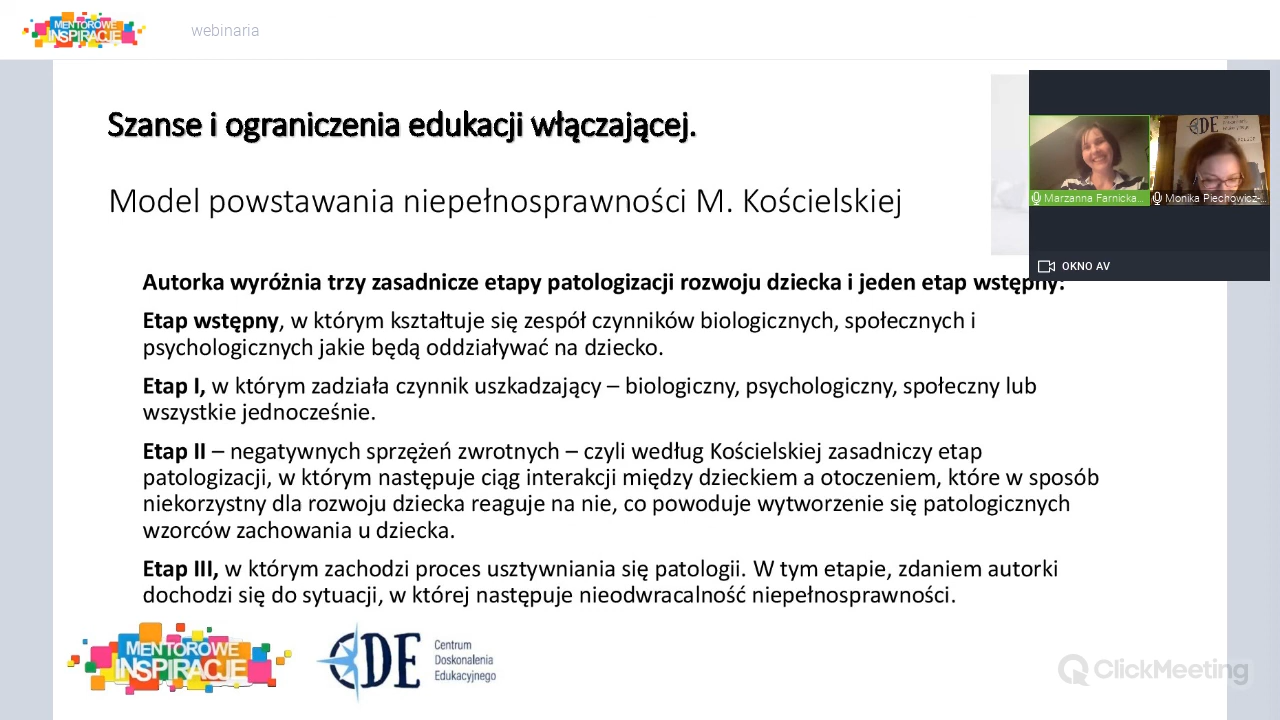 MENTOROWE
INSPIRACJE
webinaria
Szanse i ograniczenia edukacji włączającej.
Model powstawania niepełnosprawności M. Kościelskiej
Marzanna Farnicka...
Monika Piechowicz-...
OKNO AV
Autorka wyróżnia trzy zasadnicze etapy patologizacji rozwoju dziecka i jeden etap wstępny:
Etap wstępny, w którym kształtuje się zespół czynników biologicznych, społecznych i
psychologicznych jakie będą oddziaływać na dziecko.
Etap I, w którym zadziała czynnik uszkadzający – biologiczny, psychologiczny, społeczny lub
wszystkie jednocześnie.
Etap II – negatywnych sprzężeń zwrotnych – czyli według Kościelskiej zasadniczy etap
patologizacji, w którym następuje ciąg interakcji między dzieckiem a otoczeniem, które w sposób
niekorzystny dla rozwoju dziecka reaguje na nie, co powoduje wytworzenie się patologicznych
wzorców zachowania u dziecka.
Etap III, w którym zachodzi proces usztywniania się patologii. W tym etapie, zdaniem autorki
dochodzi się do sytuacji, w której następuje nieodwracalność niepełnosprawności.
MENTOROWE
INSPIRACJE
CDE
Centrum
Doskonalenia
Edukacyjnego
ClickMeeting